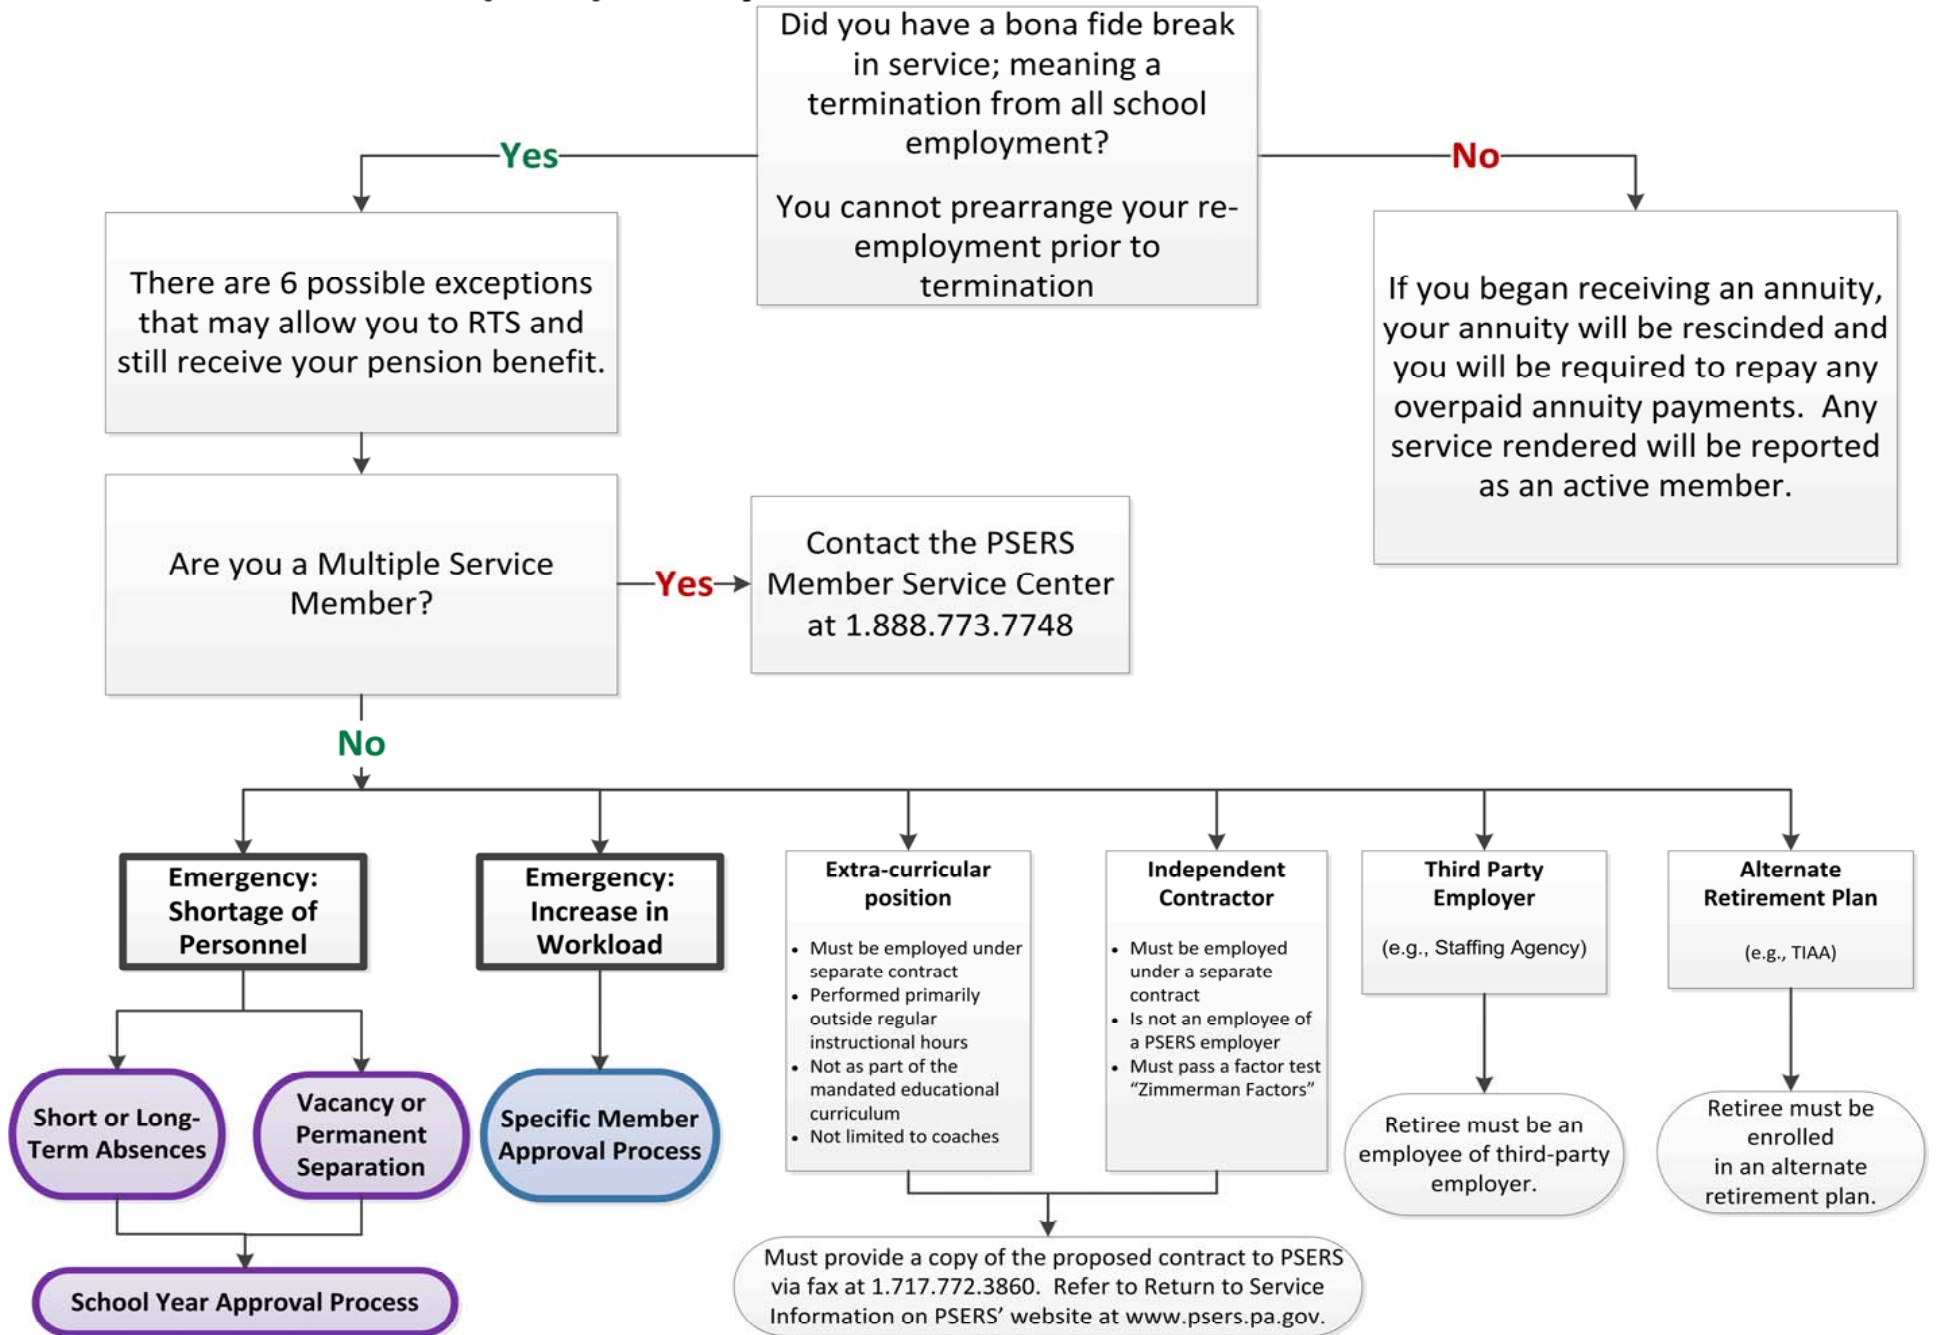 Did you have a bona fide break
in service; meaning a
termination from all school
employment?
You cannot prearrange your re-
employment prior to
termination
Yes
No
There are 6 possible exceptions
that may allow you to RTS and
still receive your pension benefit.
If you began receiving an annuity,
your annuity will be rescinded and
you will be required to repay any
overpaid annuity payments.  Any
service rendered will be reported
as an active member.
Are you a Multiple Service
Member?
Yes
Contact the PSERS
Member Service Center
at 1.888.773.7748
No
Emergency:
Shortage of
Personnel
Emergency:
Increase in
Workload
Extra-curricular
position
• Must be employed under
separate contract
• Performed primarily
outside regular
instructional hours
• Not as part of the
mandated educational
curriculum
• Not limited to coaches
Independent
Contractor
• Must be employed
under a separate
contract
• Is not an employee of
a PSERS employer
• Must pass a factor test
“Zimmerman Factors”
Third Party
Employer
(e.g., Staffing Agency)
Alternate
Retirement Plan
(e.g., TIAA)
Short or Long-
Term Absences
Vacancy or
Permanent
Separation
Specific Member
Approval Process
Retiree must be an
employee of third-party
employer.
Retiree must be
enrolled
in an alternate
retirement plan.
School Year Approval Process
Must provide a copy of the proposed contract to PSERS
via fax at 1.717.772.3860.  Refer to Return to Service
Information on PSERS’ website at www.psers.pa.gov.